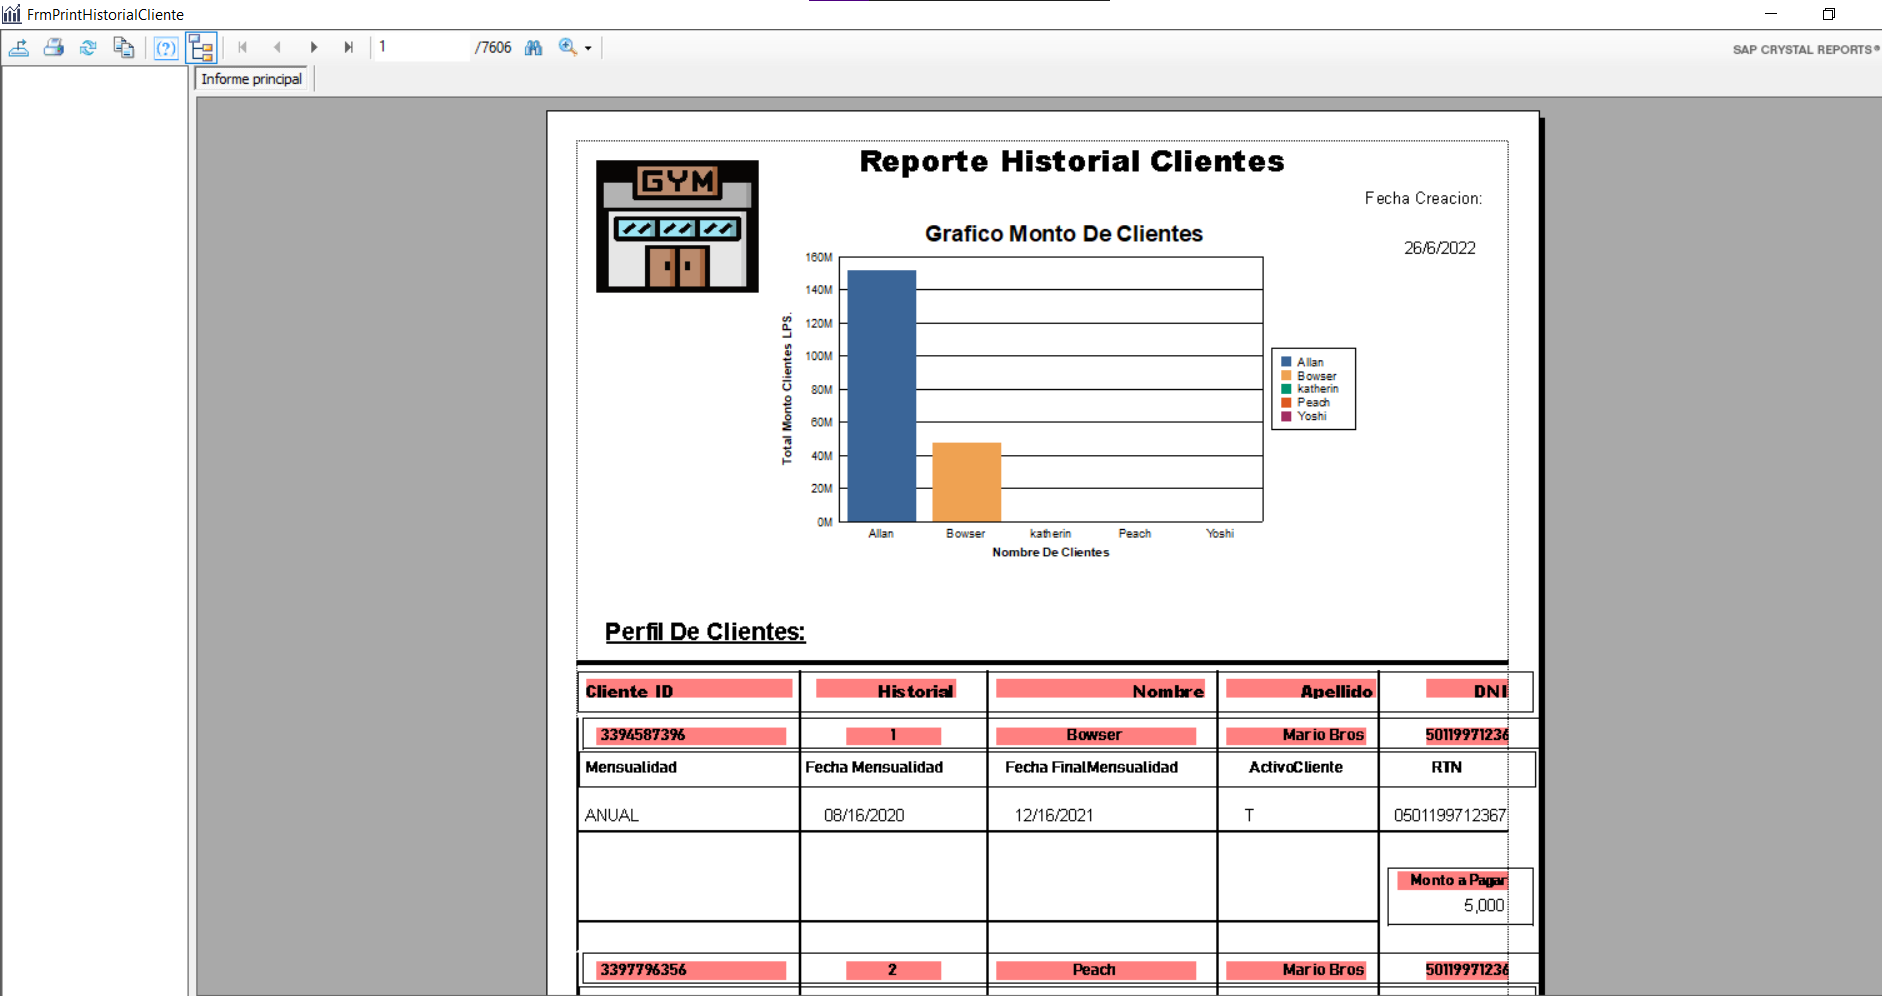 FrmPrintHistorialCliente
1 /7606
SAP CRYSTAL REPORTS®
Informe principal
GYM
Reporte Historial Clientes
Fecha Creacion:
26/6/2022
Grafico Monto De Clientes
160M
140M
120M
100M
80M
60M
40M
20M
0M
Total Monto Clientes LPS.
Allan Bowser katherin Peach Yoshi
Nombre De Clientes
Allan
Bowser
katherin
Peach
Yoshi
Perfil De Clientes:
Cliente ID Historial Nombre Apellido DNI
3394587396 1 Bowser Mario Bros 50119971236
Mensualidad Fecha Mensualidad Fecha FinalMensualidad ActivoCliente RTN
ANUAL 08/16/2020 12/16/2021 T 0501199712367
Monto a Pagar
5,000
3397796356 2 Peach Mario Bros 50119971236